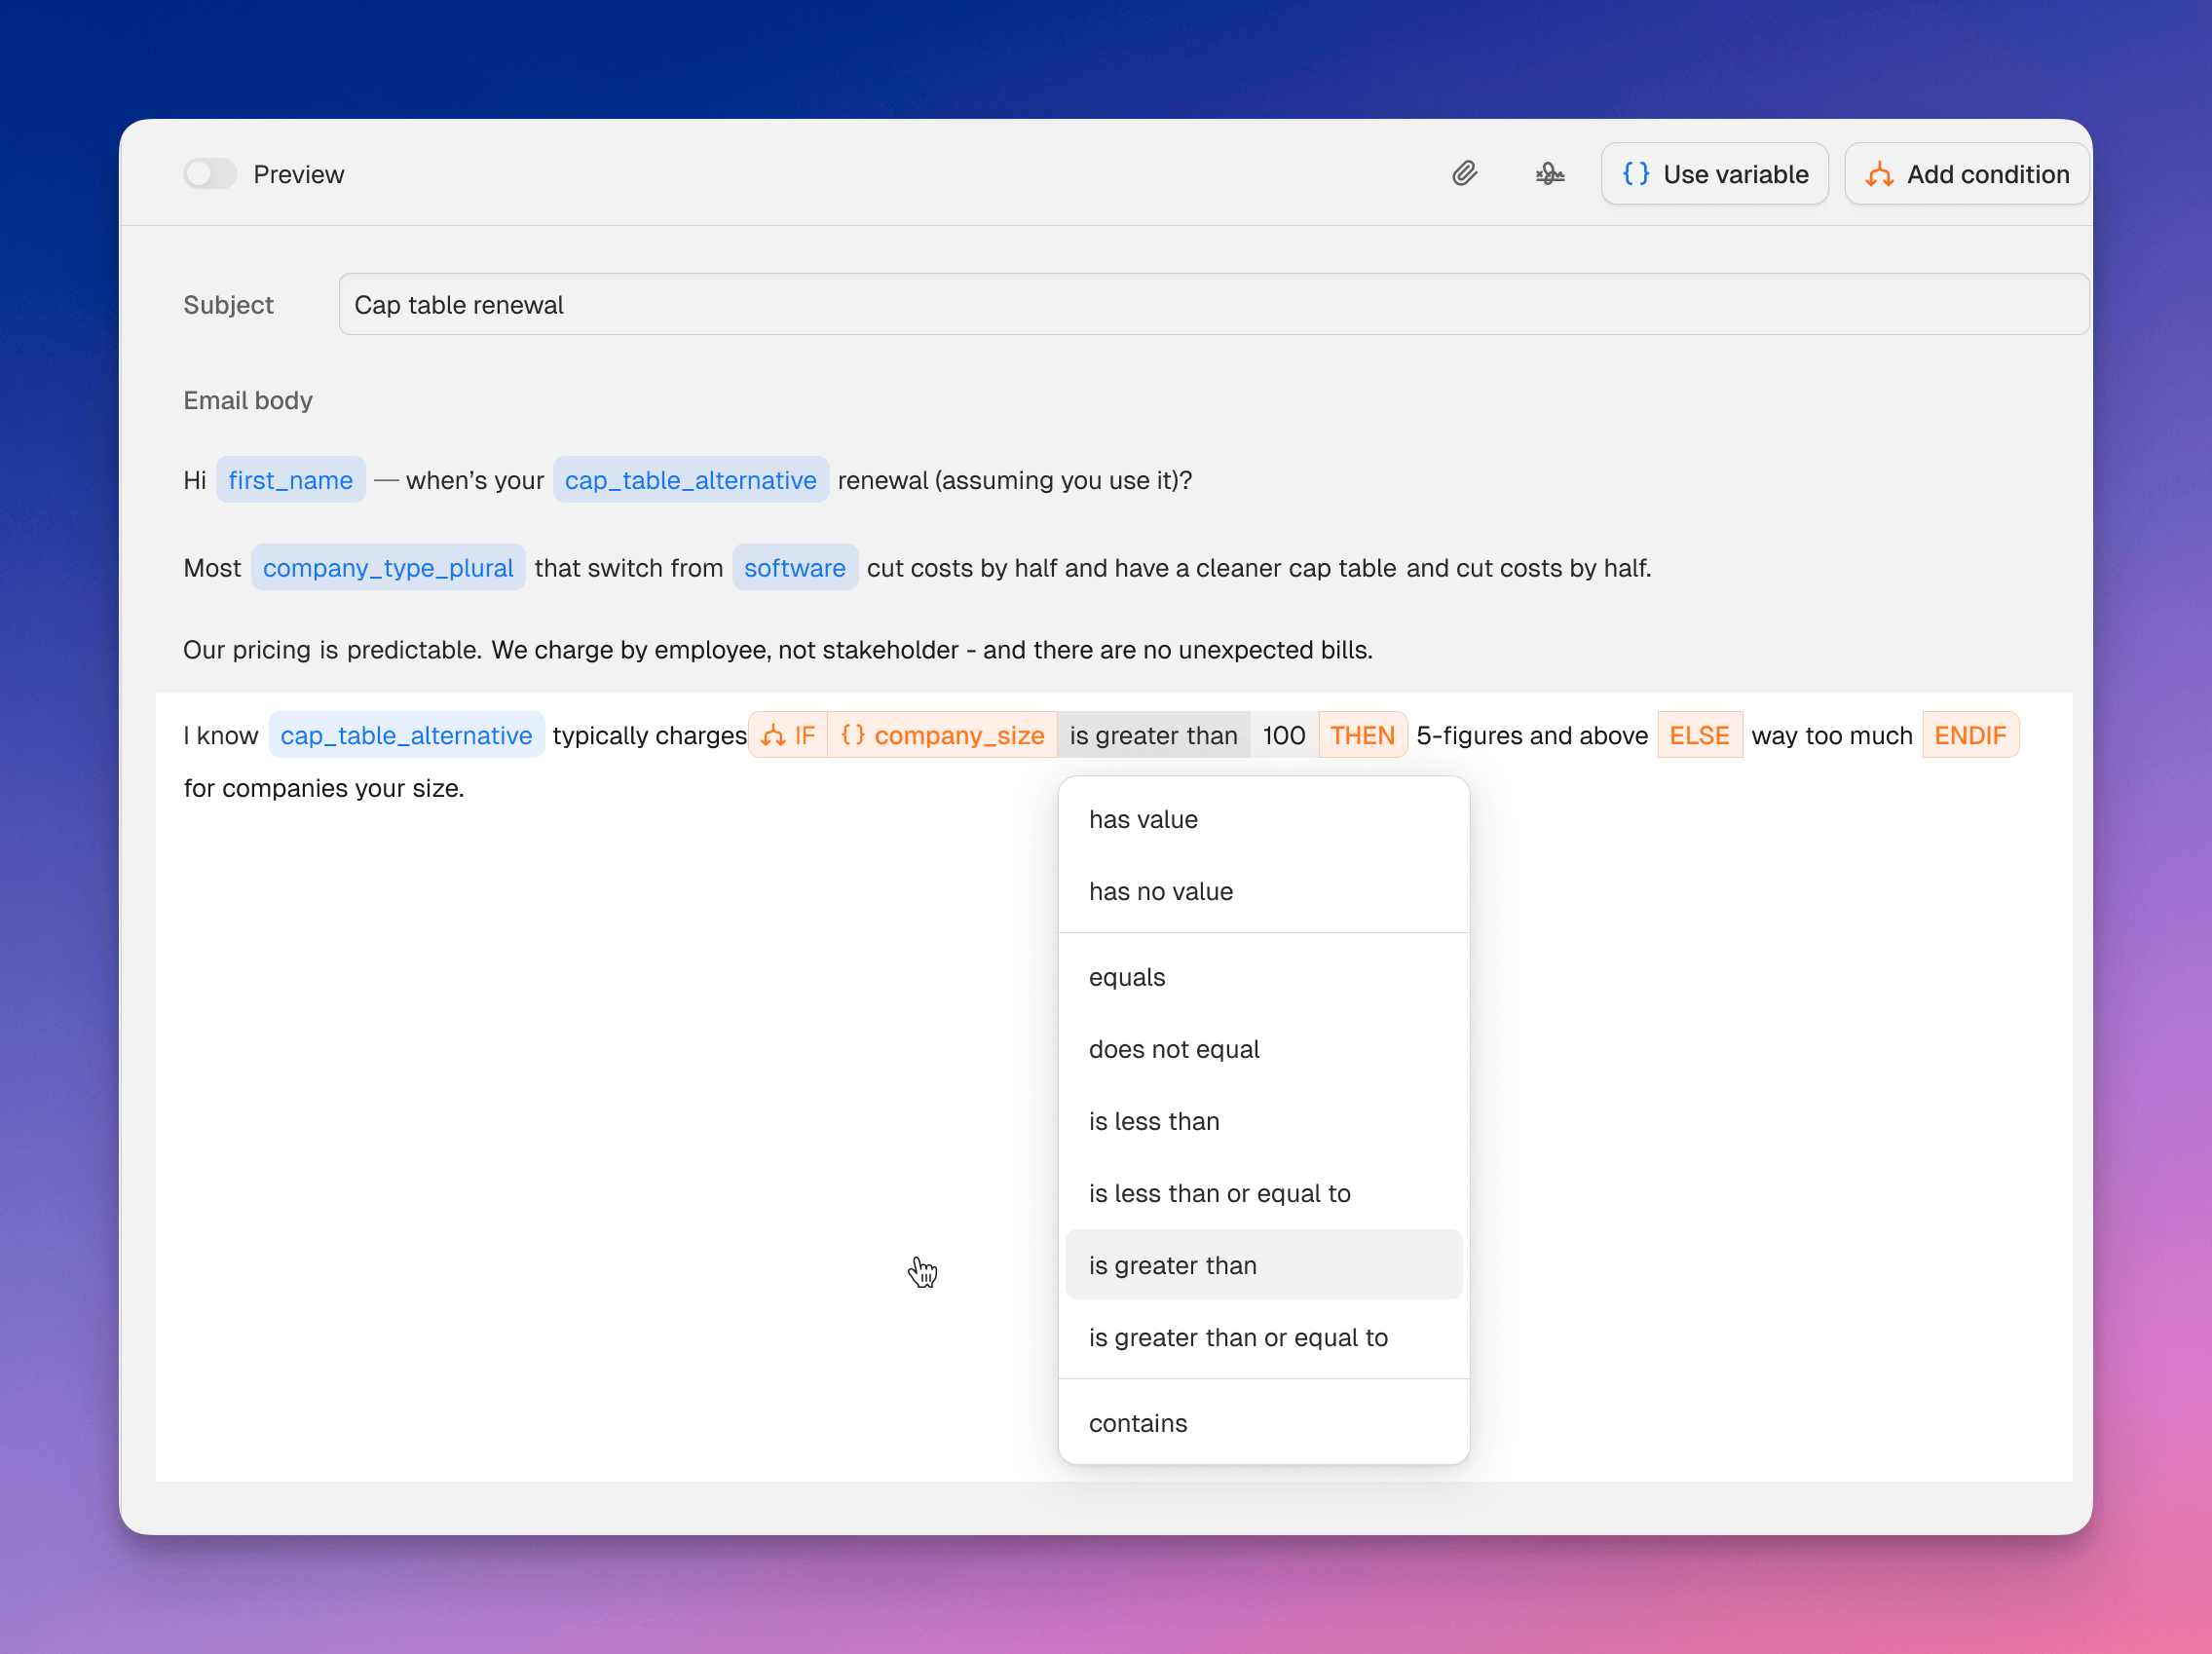 Preview
Use variable
Add condition
Subject
Cap table renewal
Email body
Hi first_name — when’s your cap_table_alternative renewal (assuming you use it)?
Most company_type_plural that switch from software cut costs by half and have a cleaner cap table and cut costs by half.
Our pricing is predictable. We charge by employee, not stakeholder - and there are no unexpected bills.
I know cap_table_alternative typically charges IF {} company_size is greater than 100 THEN 5-figures and above ELSE way too much ENDIF
for companies your size.
has value
has no value
equals
does not equal
is less than
is less than or equal to
is greater than
is greater than or equal to
contains